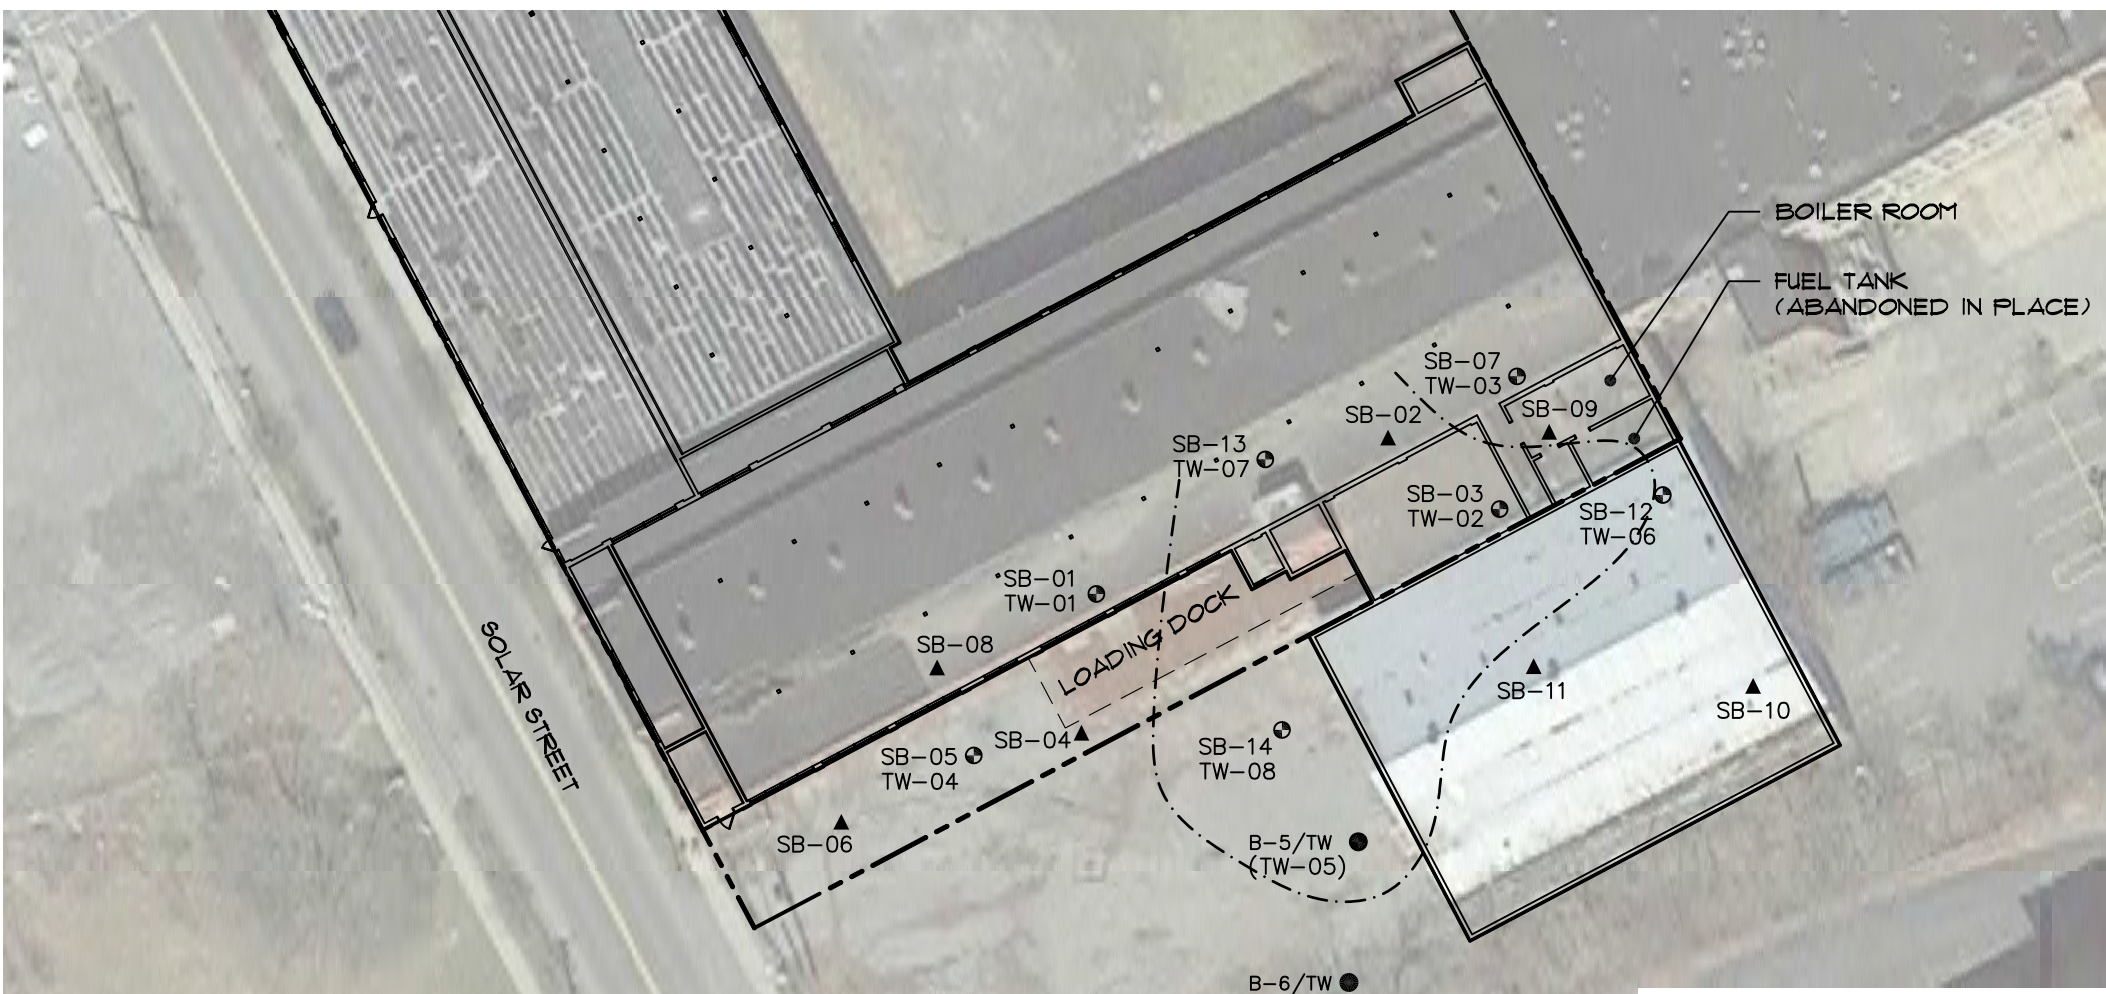 BOILER ROOM
FUEL TANK
(ABANDONED IN PLACE)
SB-07
TW-03
SB-09
SB-02
SB-13
TW-07
SB-03
TW-02
SB-12
TW-06
SB-01
TW-01
LOADING DOCK
SB-08
SOLAR STREET
SB-11
SB-10
SB-04
SB-05
TW-04
SB-14
TW-08
SB-06
B-5/TW
(TW-05)
B-6/TW